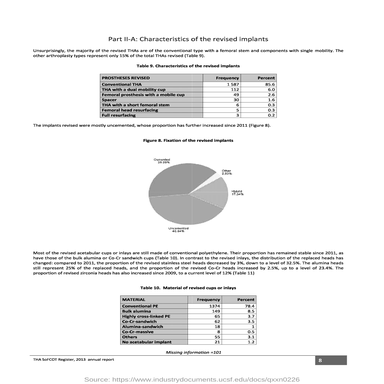 Part II-A: Characteristics of the revised implants
Unsurprisingly, the majority of the revised THAs are of the conventional type with a femoral stem and components with single mobility. The
other arthroplasty types represent only 15% of total types revised (Table 9).
Table 9. Characteristics of the revised implants
PROSTHESES REVISED Frequency Percent
Conventional THA 1 587 85.6
THA with a dual mobility cup 112 6.0
Femoral prosthesis with a mobile cup 49 2.6
Spacer 30 1.6
THA with a short femoral stem 6 0.3
Femoral head resurfacing 5 0.3
Full resurfacing 3 0.2
The implants revised were mostly uncemented, whose proportion has further increased since 2011 (Figure 8).
Figure 8. Fixation of the revised implants
Cemented
Other
Hybrid
Uncemented
Most of the revised acetabular cups or inlays are still made of conventional polyethylene. Their proportion has remained stable since 2011, as
have those of the bulk alumina or Co-Cr sandwich cups (Table 10). In contrast to the revised inlays, the distribution of the replaced heads has
changed: compared to 2011, the proportion of the revised stainless steel heads decreased by 3%, down to a level of 32.5%. The alumina heads
still represent 25% of the replaced heads, and the proportion of the revised Co-Cr heads increased by 2.5%, up to a level of 23.4%. The
proportion of revised zirconia heads has also increased since 2009, to a current level of 12% (Table 11)
Table 10. Material of revised cups or inlays
MATERIAL Frequency Percent
Conventional PE 1374 78.4
Bulk alumina 149 8.5
Highly cross-linked PE 65 3.7
Co-Cr-sandwich 62 3.5
Alumina-sandwich 18 1
Co-Cr-massive 8 0.5
Others 55 3.1
No acetabular implant 21 1.2
Missing information =101
THA SoFCOT Register, 2013 annual report
8
Source: https://www.industrydocuments.ucsf.edu/docs/qxxn0226